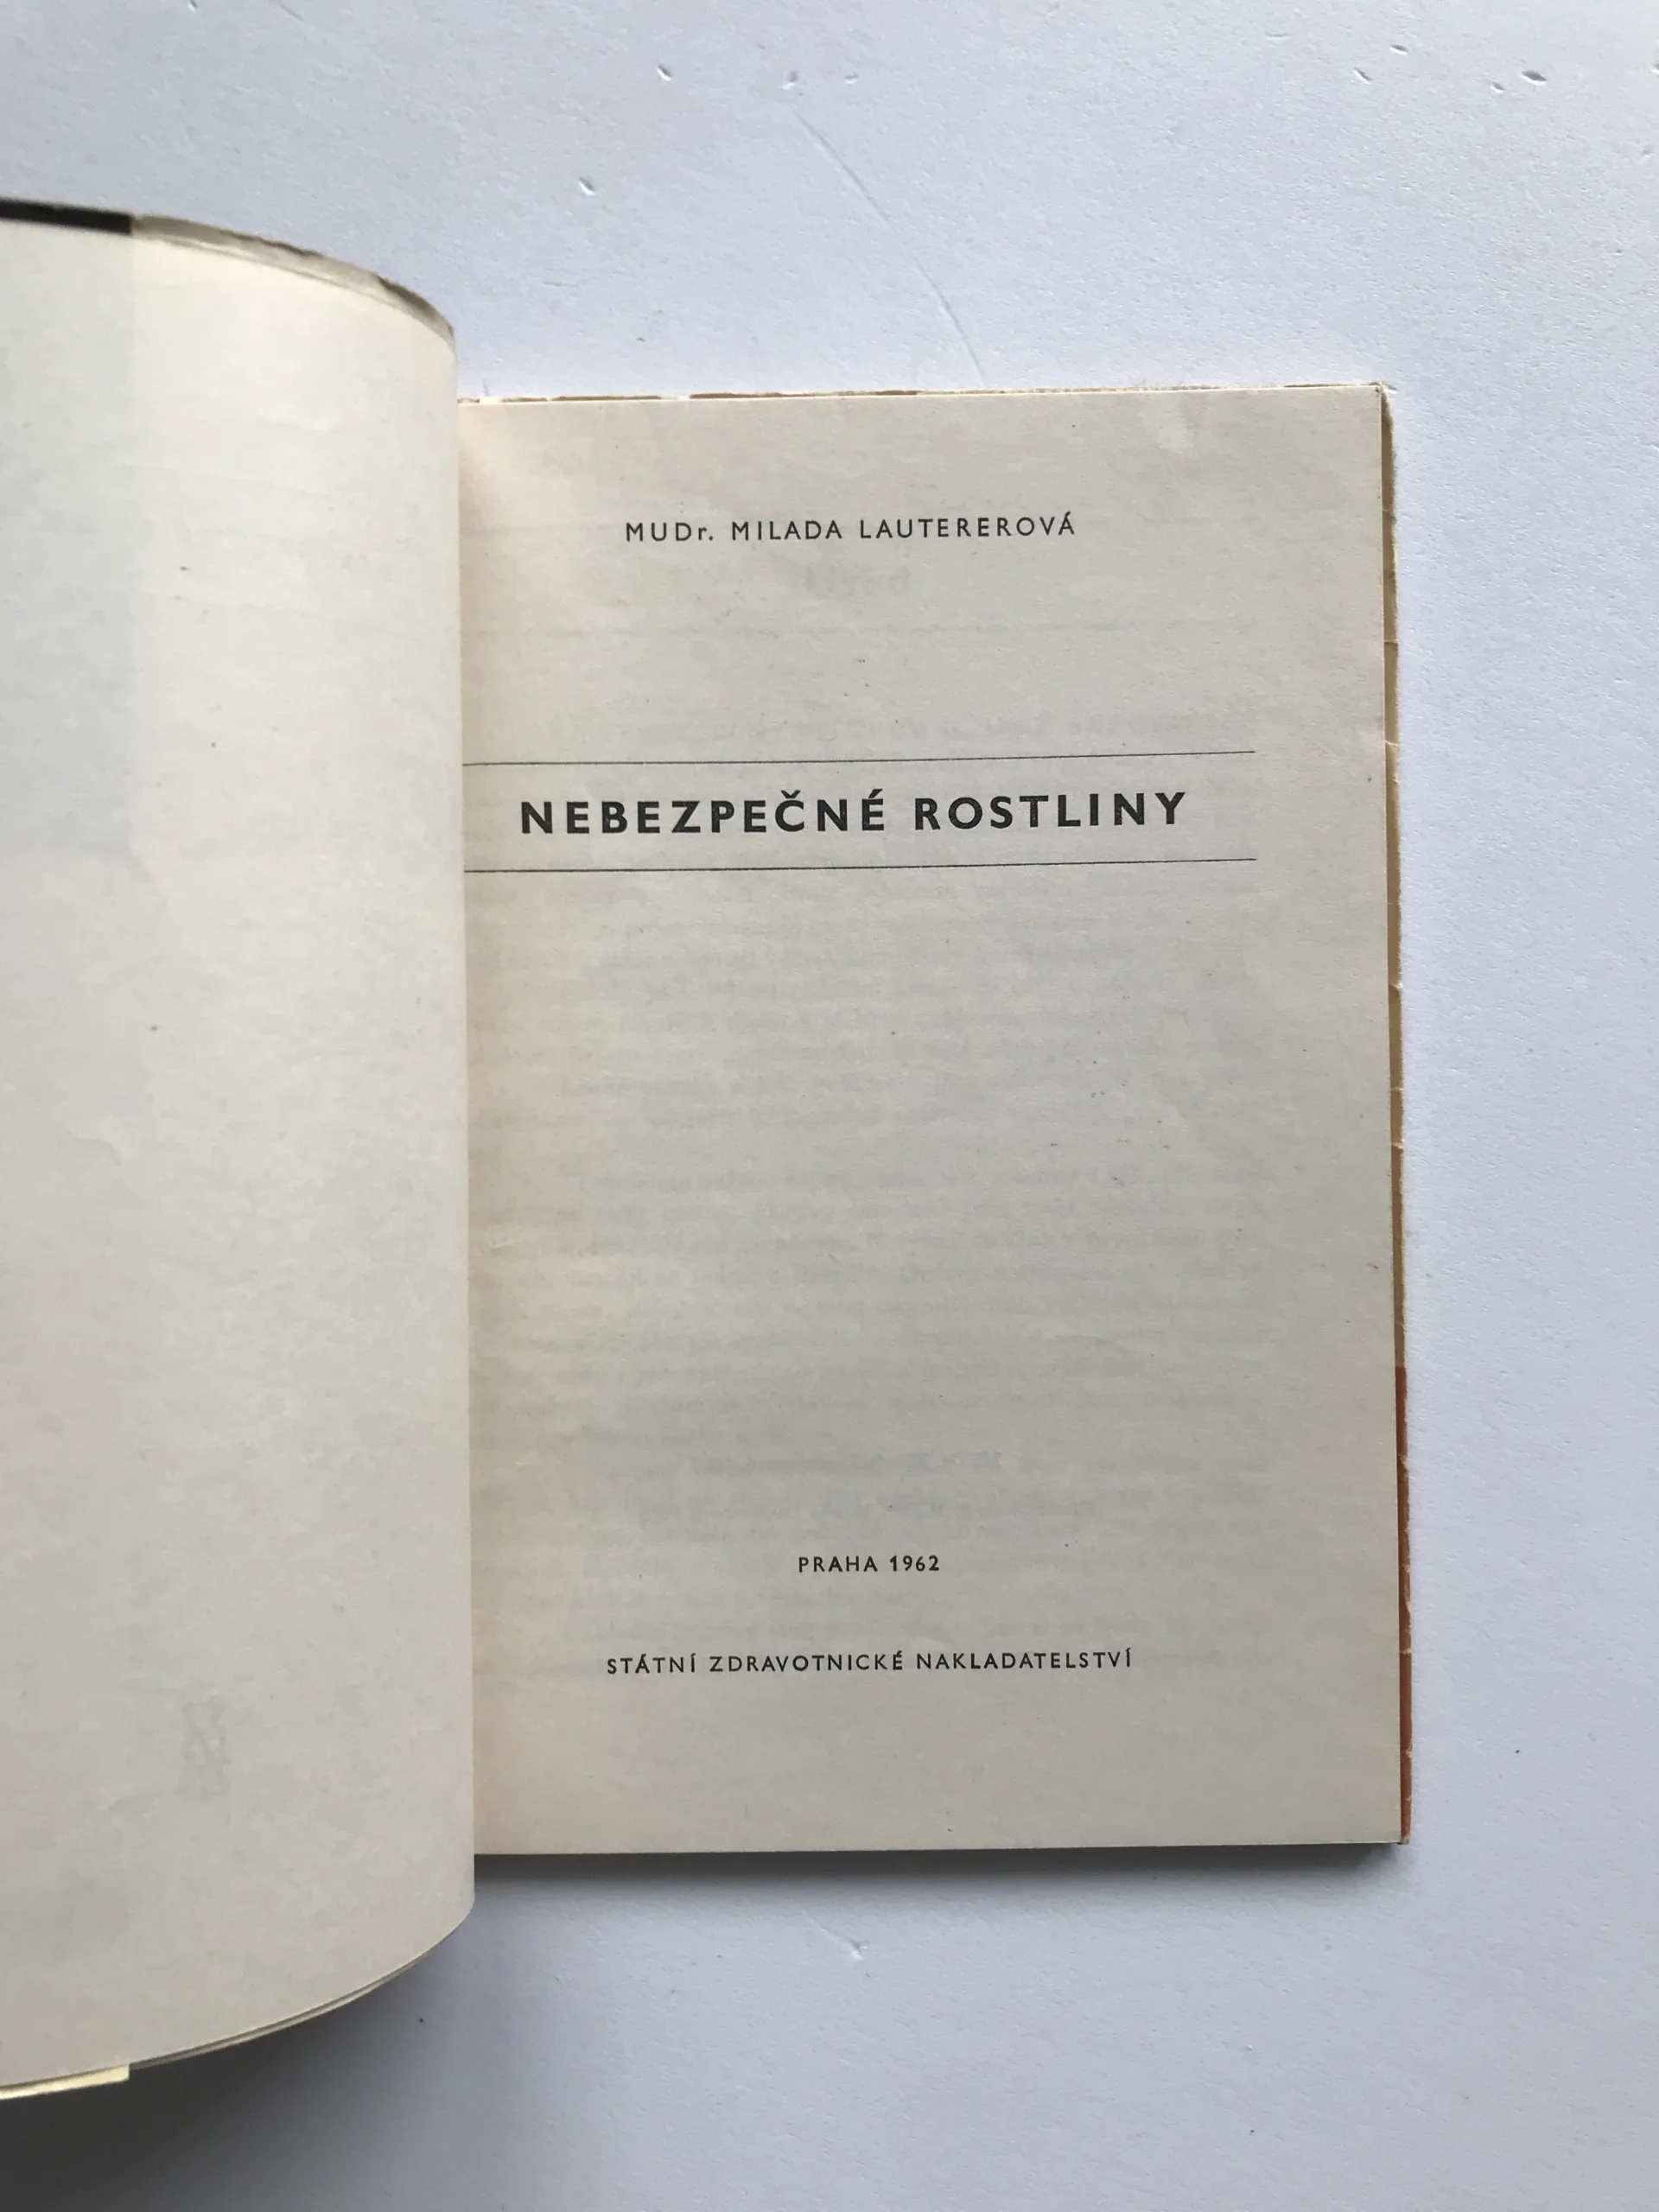 MUDr. MILADA LAUTEREROVÁ
NEBEZPEČNÉ ROSTLINY
PRAHA 1962
STÁTNÍ ZDRAVOTNICKÉ NAKLADATELSTVÍ